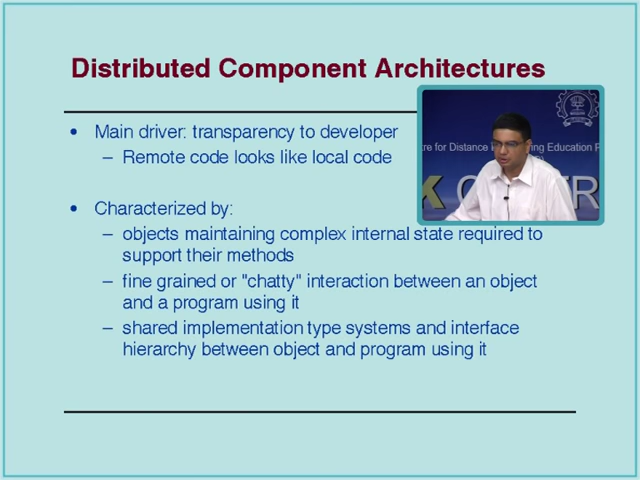 Distributed Component Architectures
• Main driver: transparency to developer
– Remote code looks like local code
• Characterized by:
– objects maintaining complex internal state required to
support their methods
– fine grained or "chatty" interaction between an object
and a program using it
– shared implementation type systems and interface
hierarchy between object and program using it
for Distance
ing Education P